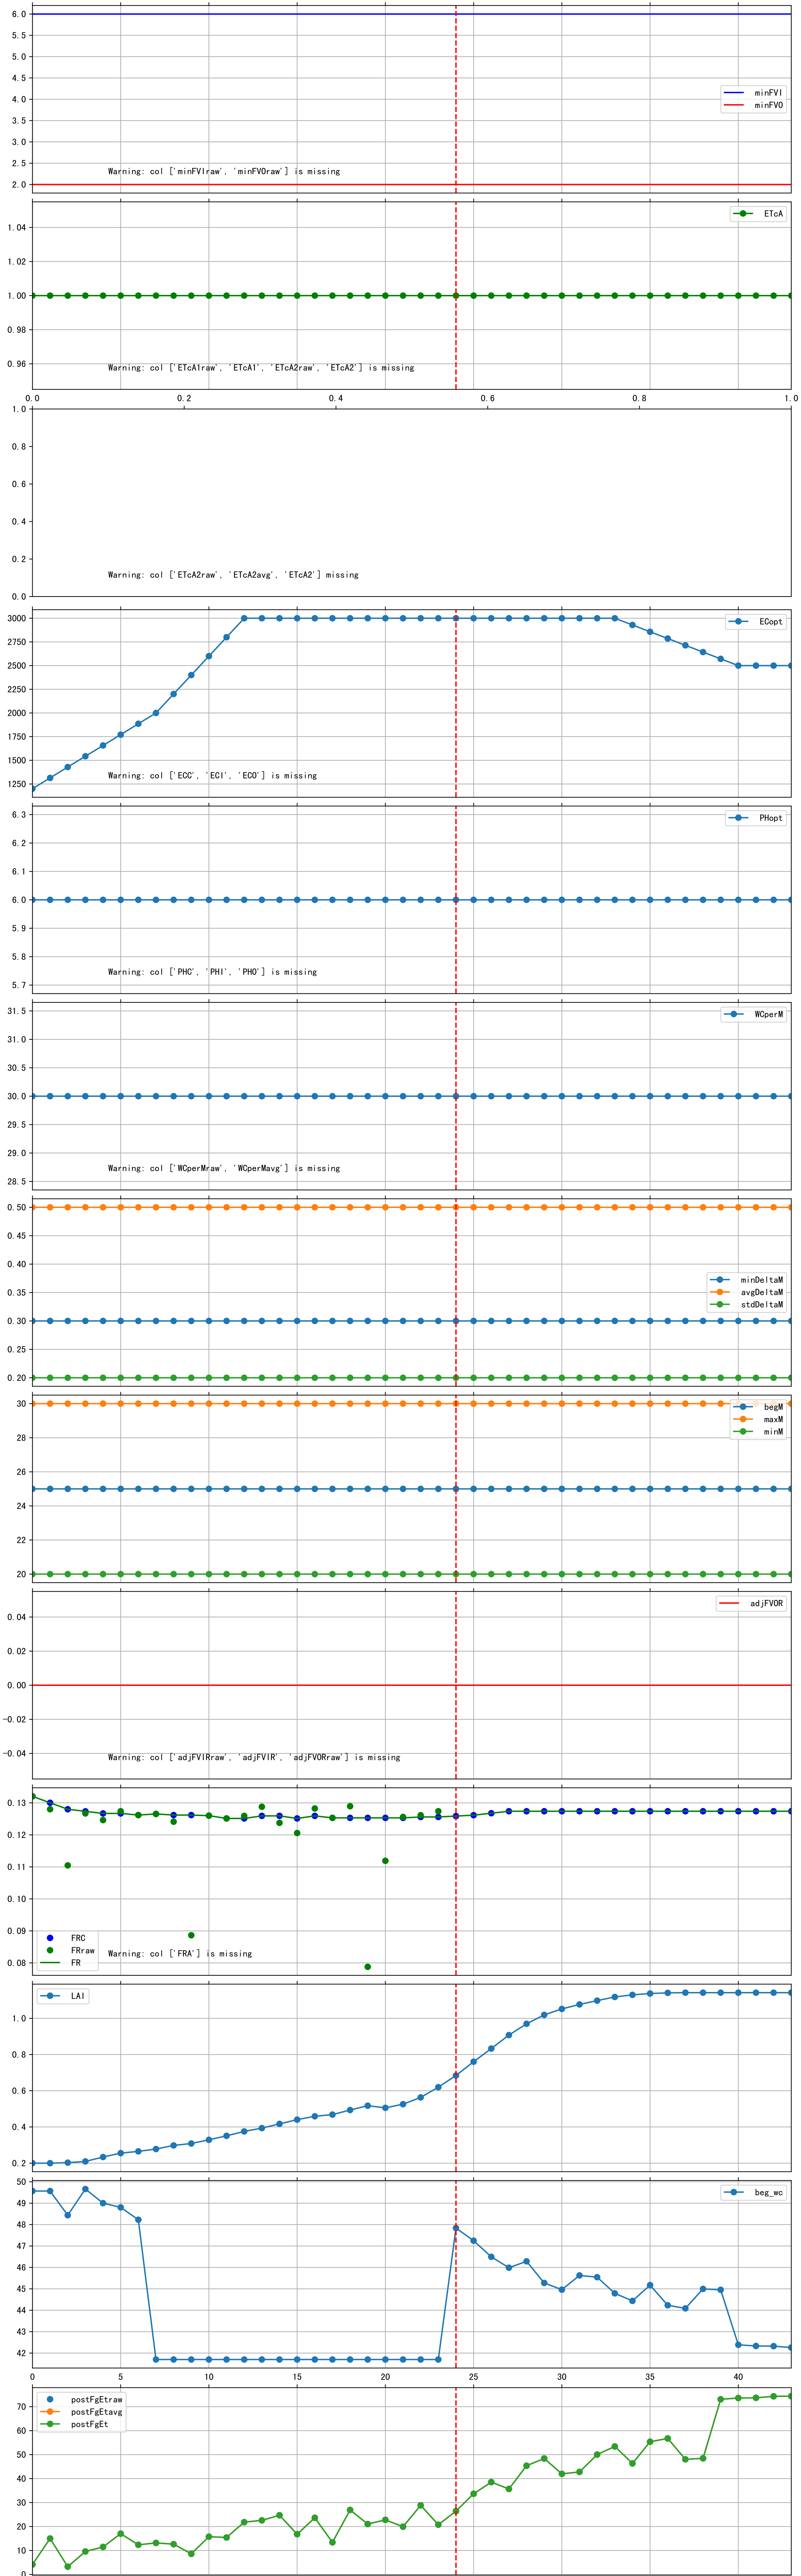 6.0
5.5
5.0
4.5
4.0
3.5
3.0
2.5
2.0
minFVI
minFVO
Warning: col ['minFVIraw', 'minFVOraw'] is missing
1.04
1.02
1.00
0.98
0.96
ETcA
Warning: col ['ETcA1raw', 'ETcA1', 'ETcA2raw', 'ETcA2'] is missing
0.0 0.2 0.4 0.6 0.8 1.0
1.0
0.8
0.6
0.4
0.2
0.0
Warning: col ['ETcA2raw', 'ETcA2avg', 'ETcA2'] missing
3000
2750
2500
2250
2000
1750
1500
1250
ECopt
Warning: col ['ECC', 'ECI', 'ECO'] is missing
6.3
6.2
6.1
6.0
5.9
5.8
5.7
PHopt
Warning: col ['PHC', 'PHI', 'PHO'] is missing
31.5
31.0
30.5
30.0
29.5
29.0
28.5
WCperM
Warning: col ['WCperMraw', 'WCperMavg'] is missing
0.50
0.45
0.40
0.35
0.30
0.25
0.20
minDeltaM
avgDeltaM
stdDeltaM
30
28
26
24
22
20
begM
maxM
minM
0.04
0.02
0.00
−0.02
−0.04
adjFVOR
Warning: col ['adjFVIRraw', 'adjFVIR', 'adjFVORraw'] is missing
0.13
0.12
0.11
0.10
0.09
0.08
FRC
FRraw
FR
Warning: col ['FRA'] is missing
1.0
0.8
0.6
0.4
0.2
LAI
50
49
48
47
46
45
44
43
42
beg_wc
0 5 10 15 20 25 30 35 40
70
60
50
40
30
20
10
0
postFgEtraw
postFgEtavg
postFgEt